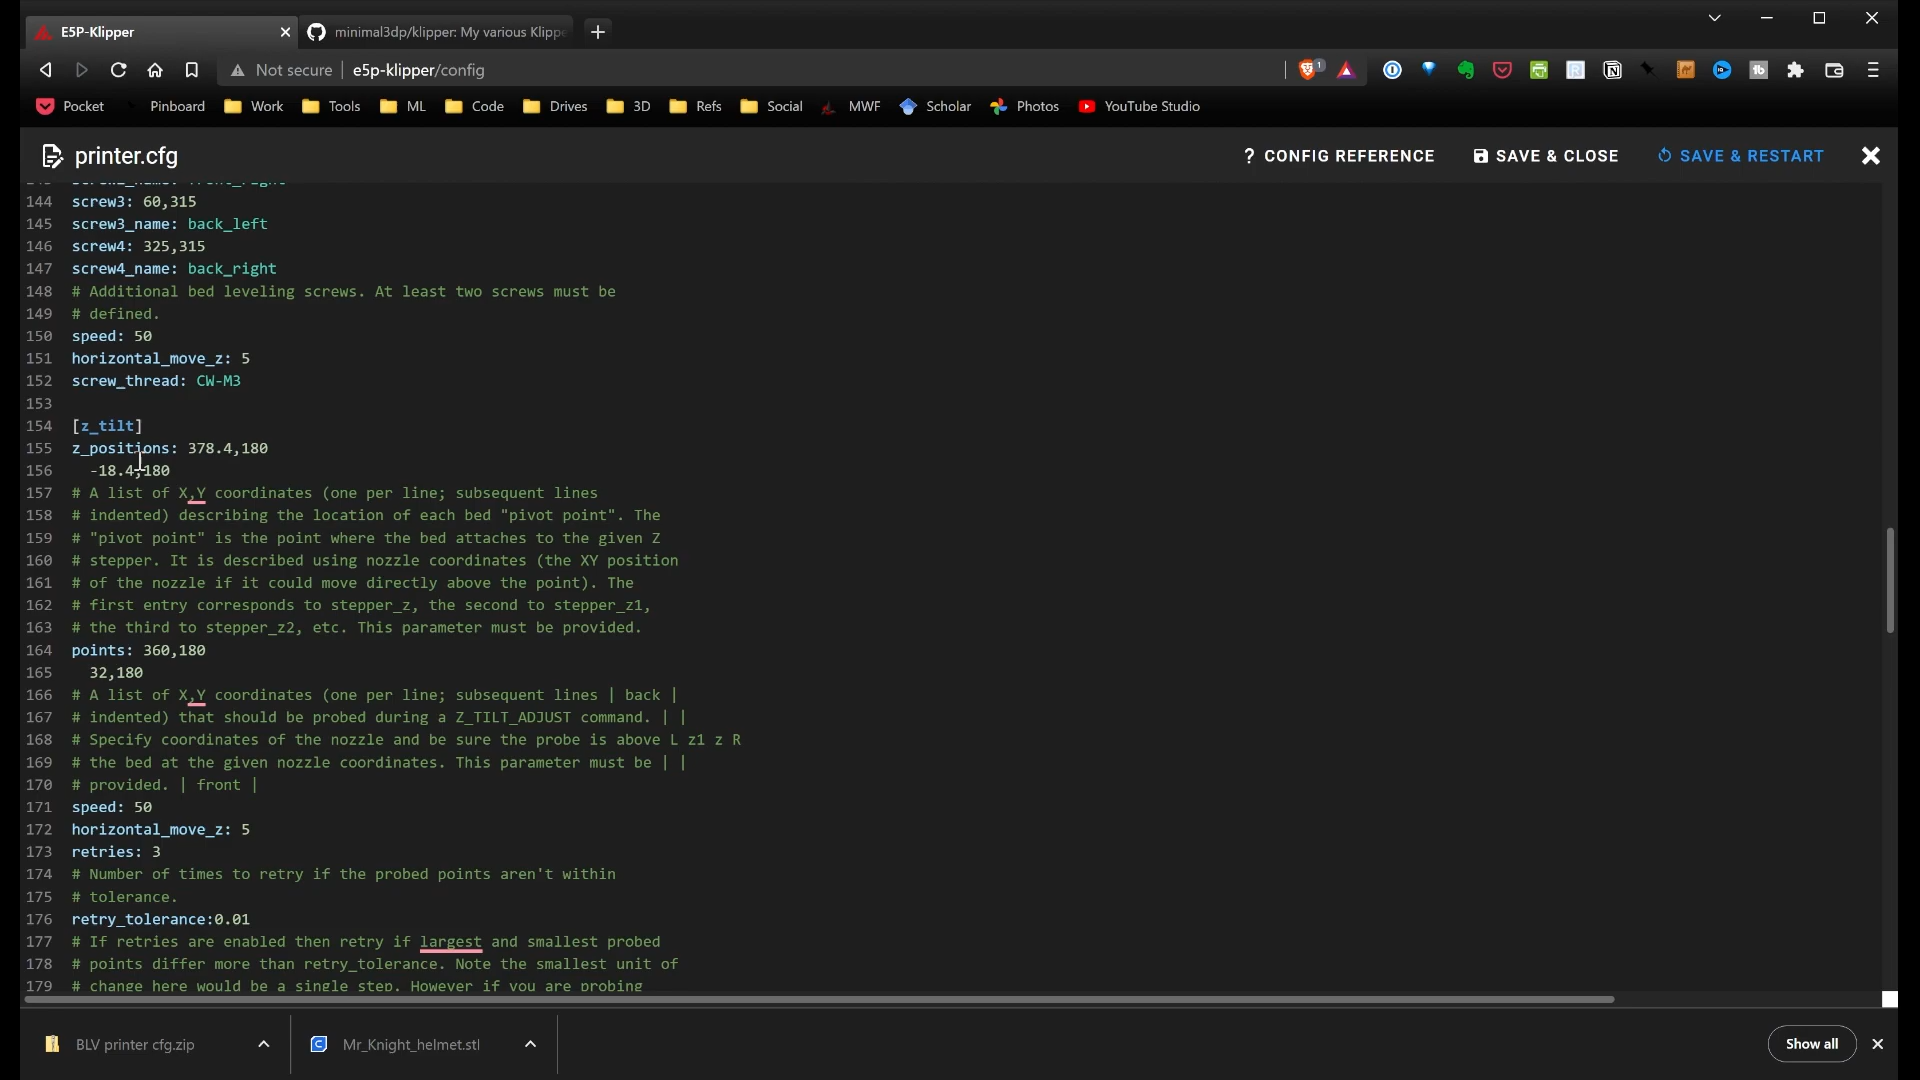 E5P-Klipper
minimal3dp/klipper: My various Klippe
Not secure
e5p-klipper/config
1
Pocket
Pinboard
Work
Tools
ML
Code
Drives
3D
Refs
Social
MWF
Scholar
Photos
YouTube Studio
printer.cfg
? CONFIG REFERENCE
SAVE & CLOSE
SAVE & RESTART
144 screw3: 60,315
145 screw3_name: back_left
146 screw4: 325,315
147 screw4_name: back_right
148 # Additional bed leveling screws. At least two screws must be
149 # defined.
150 speed: 50
151 horizontal_move_z: 5
152 screw_thread: CW-M3
153
154 [z_tilt]
155 z_positions: 378.4,180
156 -18.4,180
157 # A list of X,Y coordinates (one per line; subsequent lines
158 # indented) describing the location of each bed "pivot point". The
159 # "pivot point" is the point where the bed attaches to the given Z
160 # stepper. It is described using nozzle coordinates (the XY position
161 # of the nozzle if it could move directly above the point). The
162 # first entry corresponds to stepper_z, the second to stepper_z1,
163 # the third to stepper_z2, etc. This parameter must be provided.
164 points: 360,180
165 32,180
166 # A list of X,Y coordinates (one per line; subsequent lines | back |
167 # indented) that should be probed during a Z_TILT_ADJUST command. | |
168 # Specify coordinates of the nozzle and be sure the probe is above L z1 z R
169 # the bed at the given nozzle coordinates. This parameter must be | |
170 # provided. | front |
171 speed: 50
172 horizontal_move_z: 5
173 retries: 3
174 # Number of times to retry if the probed points aren't within
175 # tolerance.
176 retry_tolerance:0.01
177 # If retries are enabled then retry if largest and smallest probed
178 # points differ more than retry_tolerance. Note the smallest unit of
179 # change here would be a single step. However if you are probing
BLV printer cfg.zip
Mr_Knight_helmet.stl
Show all